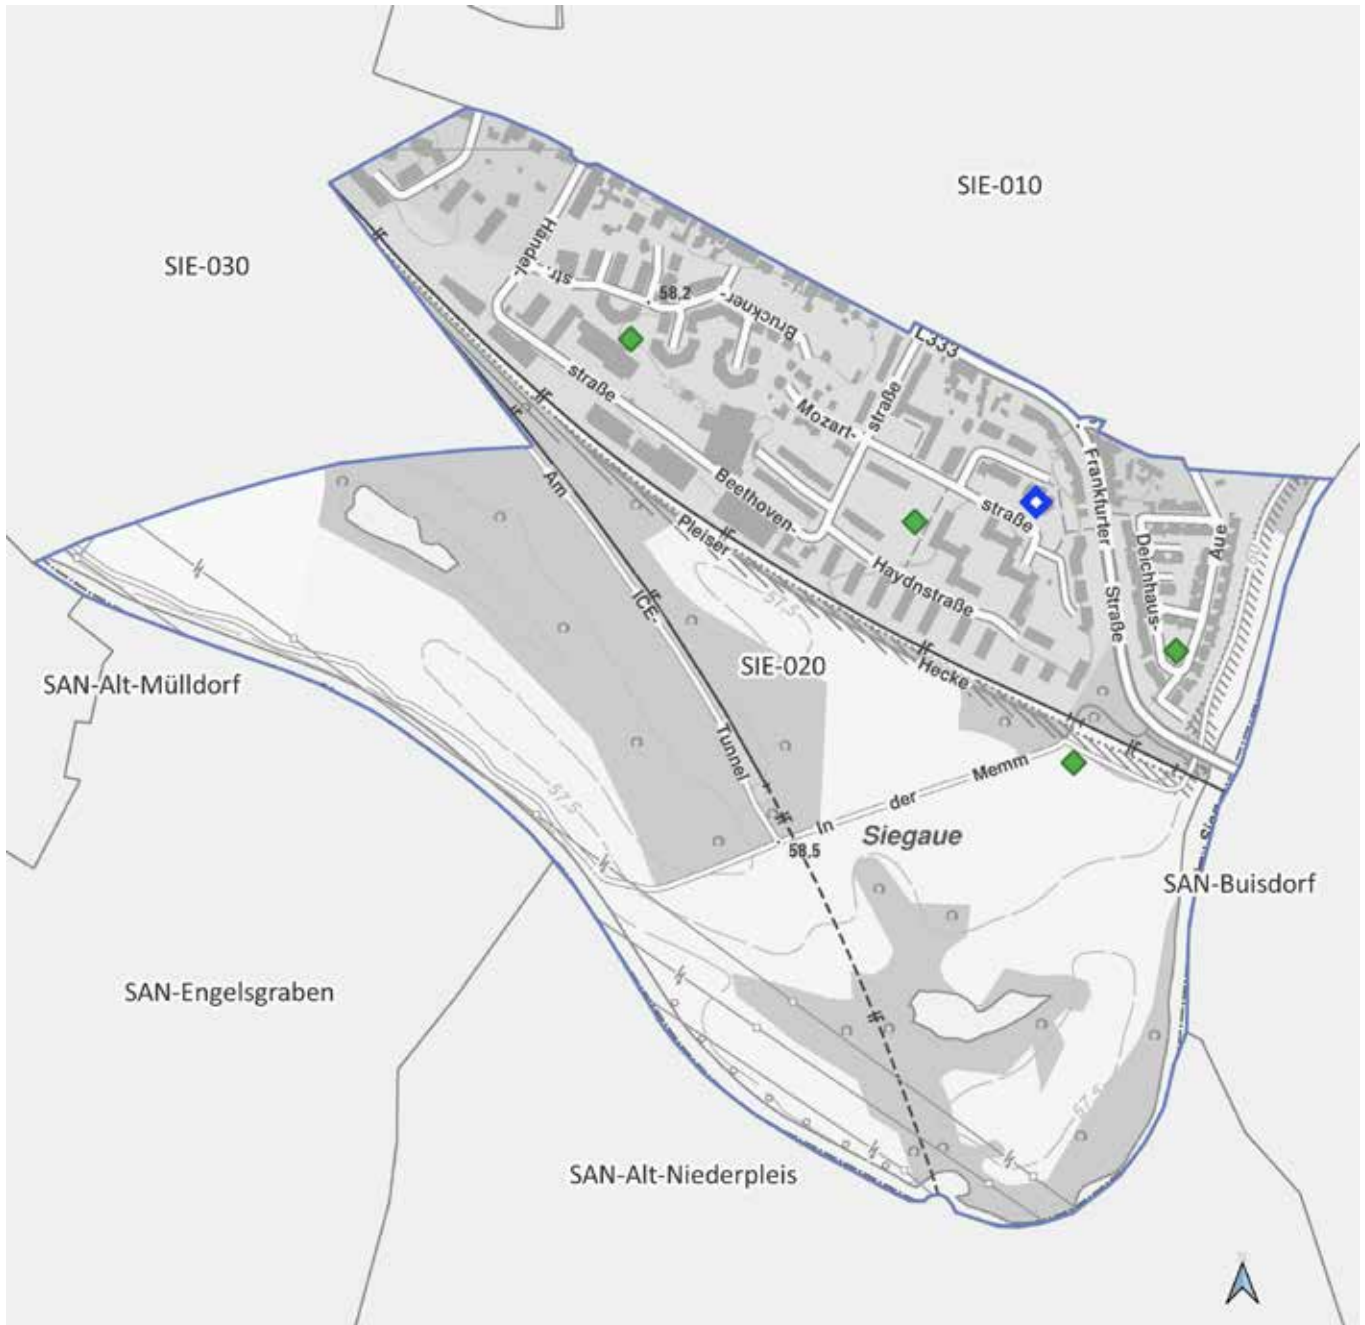 SIE-010
SIE-030
Händel-
str.
58,2
Bruckner-
L333
straße
Mozart-
straße
Am
Beethoven-
straße
Frankfurter
Straße
Deichhaus-
Aue
Pleiser
Hecke
Haydnstraße
57,5
ICE-
Tunnel
SIE-020
SAN-Alt-Mülldorf
57,5
In der Memm
58,5
Siegaue
Sieg
SAN-Buisdorf
SAN-Engelsgraben
57,5
SAN-Alt-Niederpleis